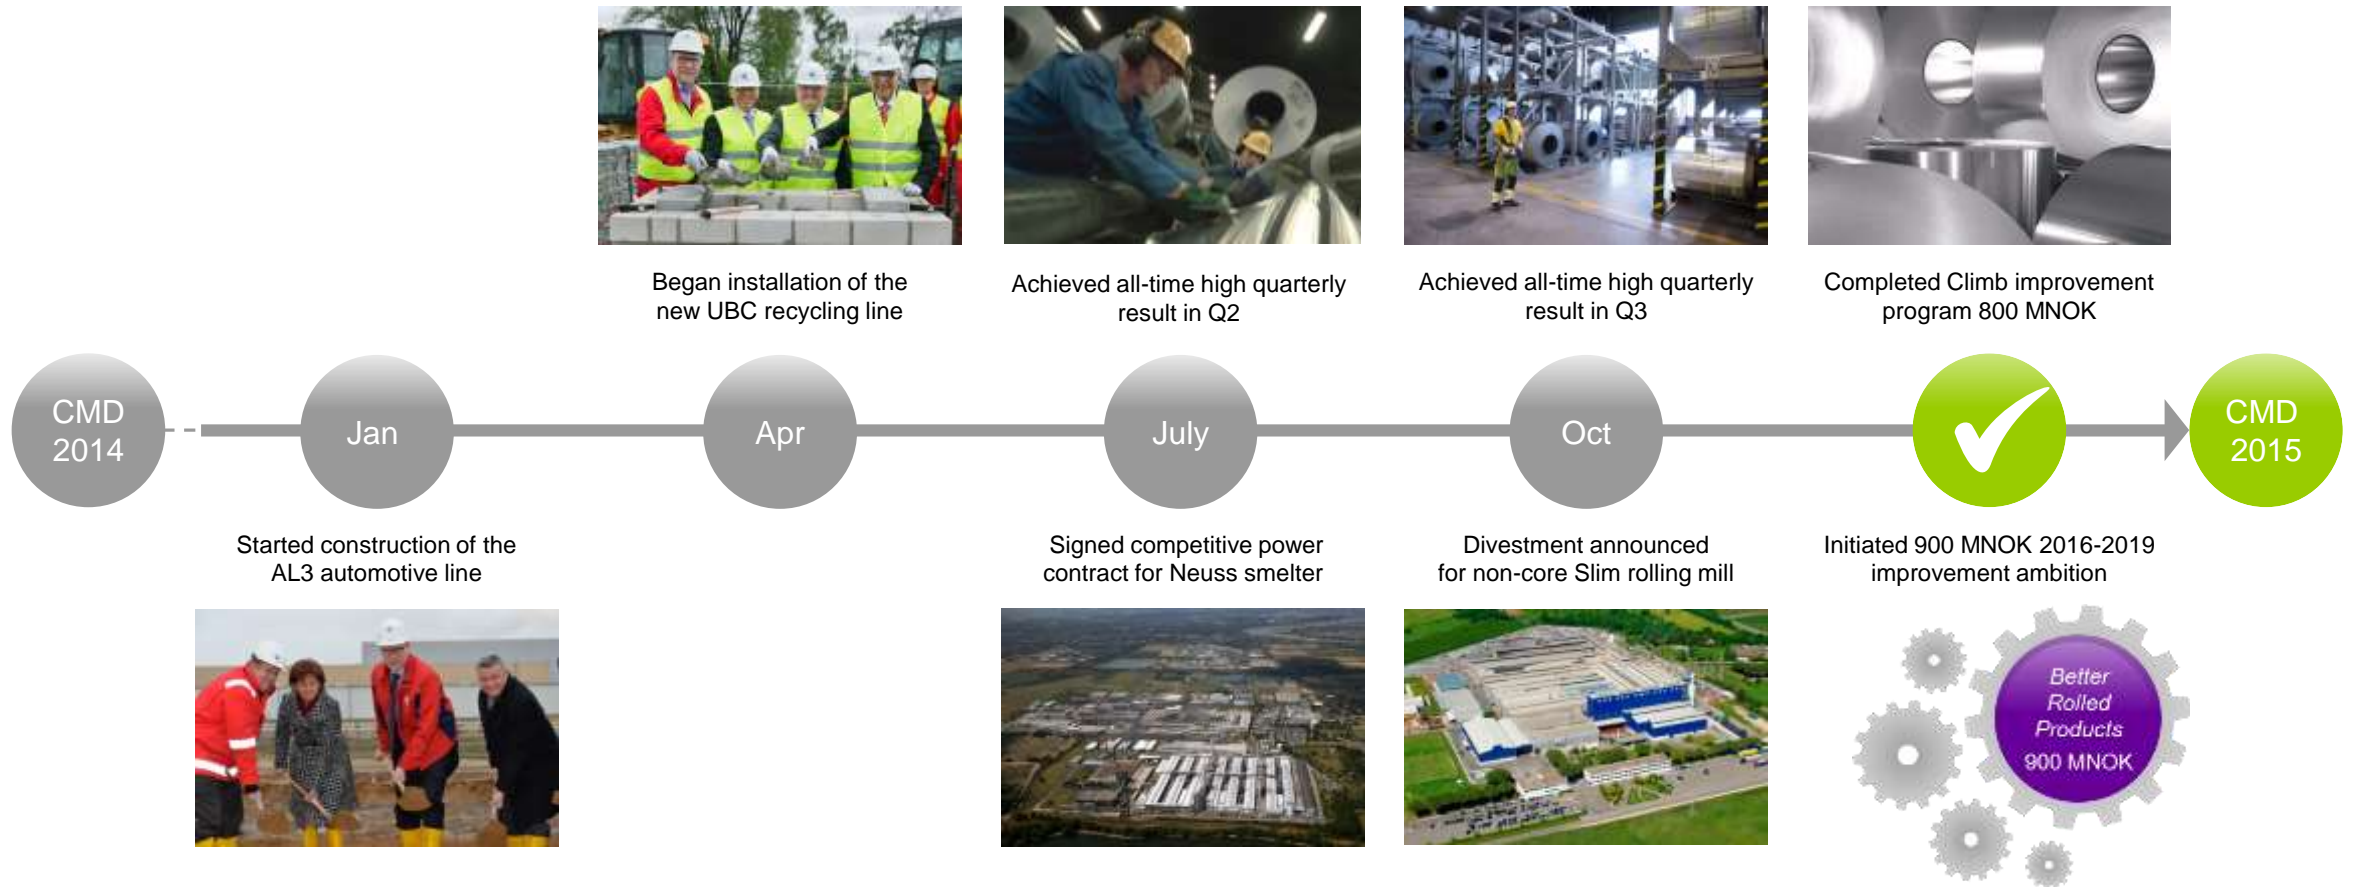 Began installation of the
new UBC recycling line
Achieved all-time high quarterly
result in Q2
Achieved all-time high quarterly
result in Q3
Completed Climb improvement
program 800 MNOK
CMD
2014
Jan
Apr
July
Oct
CMD
2015
Started construction of the
AL3 automotive line
Signed competitive power
contract for Neuss smelter
Divestment announced
for non-core Slim rolling mill
Initiated 900 MNOK 2016-2019
improvement ambition
Better
Rolled
Products
900 MNOK